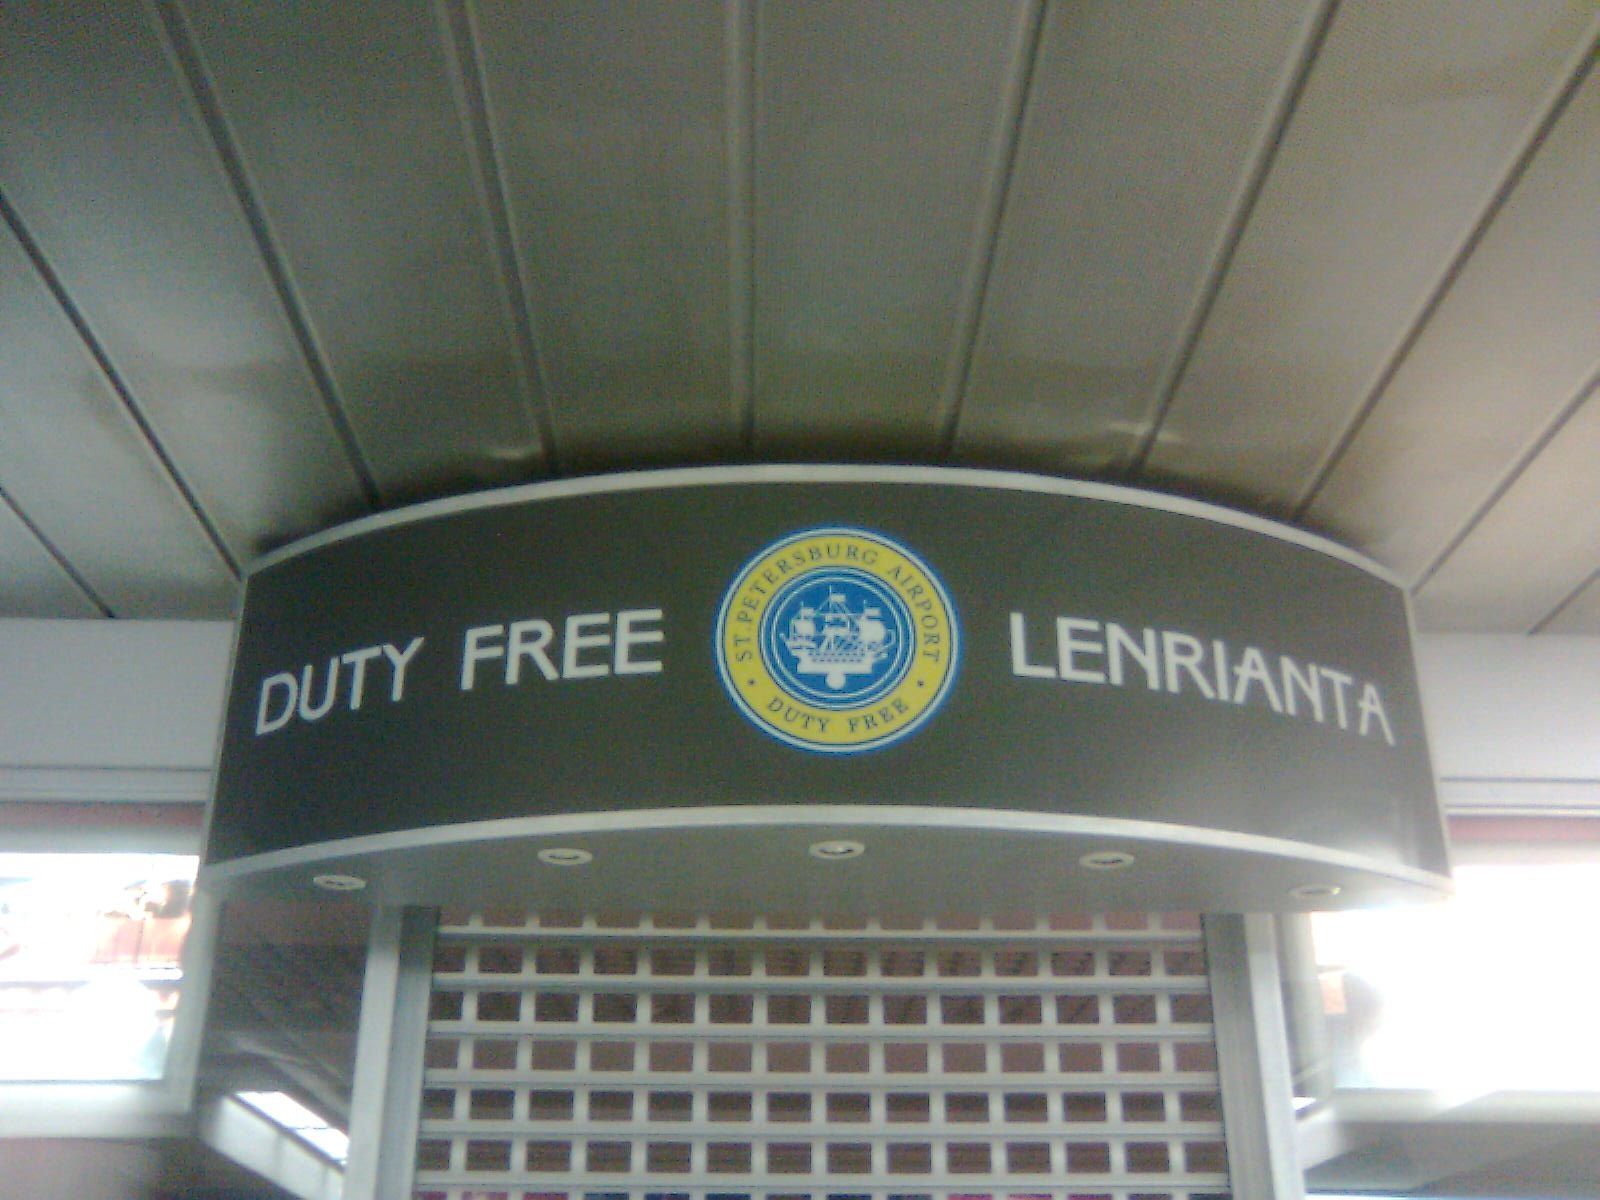 DUTY FREE
ST.PETERSBURG AIRPORT
• DUTY FREE •
LENRIANTA